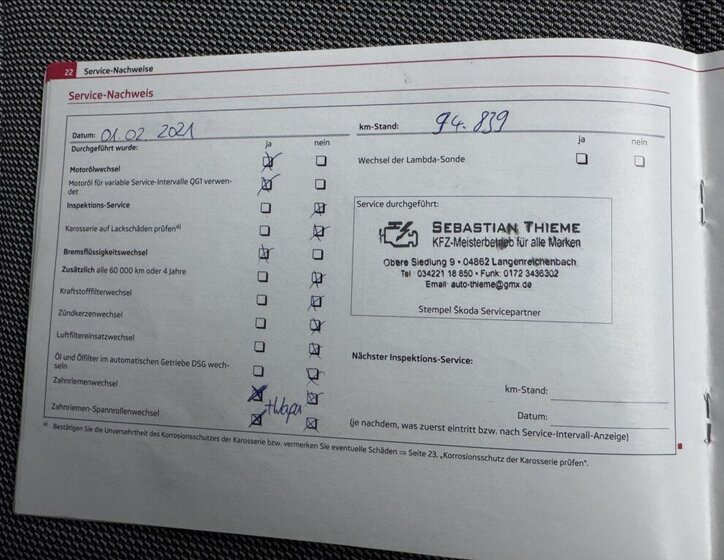 22 Service-Nachweise
Service-Nachweis
Datum: 01.02.2021
km-Stand: 94.839
Durchgeführt wurde:
ja nein
ja nein
Motorölwechsel
Wechsel der Lambda-Sonde
Motoröl für variable Service-Intervalle QG1 verwen-
det
Inspektions-Service
Karosserie auf Lackschäden prüfen a)
Bremsflüssigkeitswechsel
Zusätzlich alle 60 000 km oder 4 Jahre
Kraftstofffilterwechsel
Zündkerzenwechsel
Luftfiltereinsatzwechsel
Öl und Ölfilter im automatischen Getriebe DSG wech-
seln
Zahnriemenwechsel
Zahnriemen-Spannrollenwechsel
Service durchgeführt:
SEBASTIAN THIEME
KFZ-Meisterbetrieb für alle Marken
Obere Siedlung 9 • 04862 Langenreichenbach
Tel 034221 18 850 • Funk: 0172 3436302
Email: auto-thieme@gmx.de
Stempel Škoda Servicepartner
Nächster Inspektions-Service:
km-Stand:
Datum:
(je nachdem, was zuerst eintritt bzw. nach Service-Intervall-Anzeige)
a) Bestätigen Sie die Unversehrtheit des Korrosionsschutzes der Karosserie bzw. vermerken Sie eventuelle Schäden ⇒ Seite 23, „Korrosionsschutz der Karosserie prüfen“.